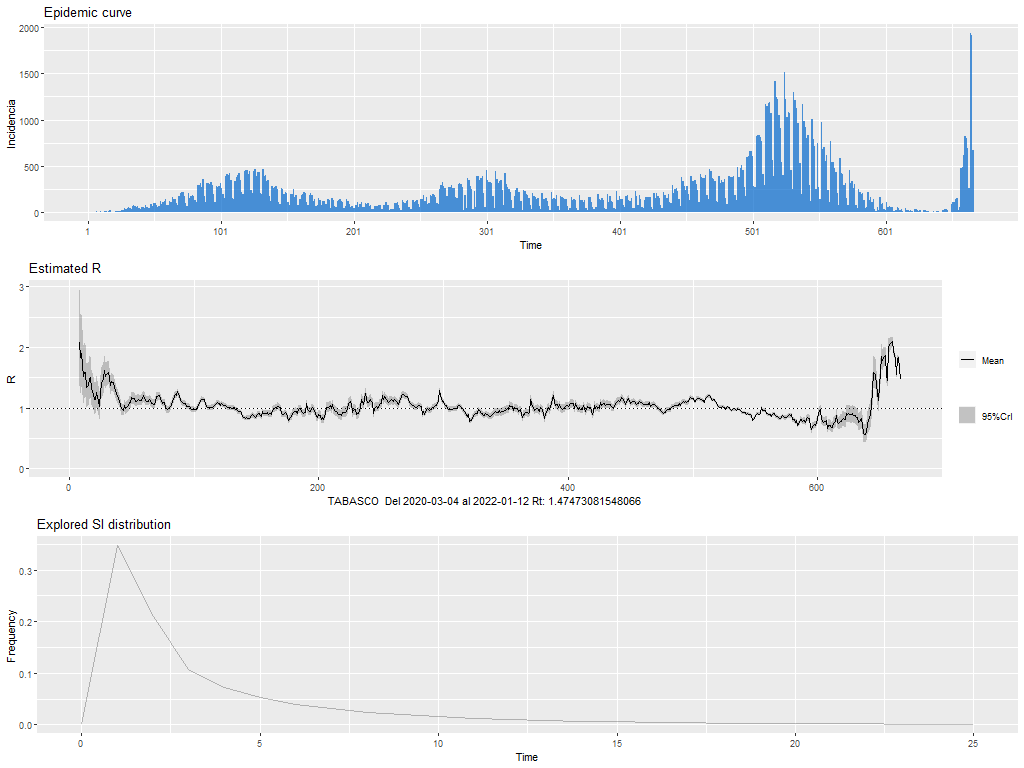 Epidemic curve
2000
1500
1000
500
0
Incidencia
1 101 201 301 401 501 601
Time
Estimated R
3
2
1
0
R
0 200 400 600
TABASCO Del 2020-03-04 al 2022-01-12 Rt: 1.47473081548066
Mean
95%CrI
Explored SI distribution
0.3
0.2
0.1
0.0
Frequency
0 5 10 15 20 25
Time